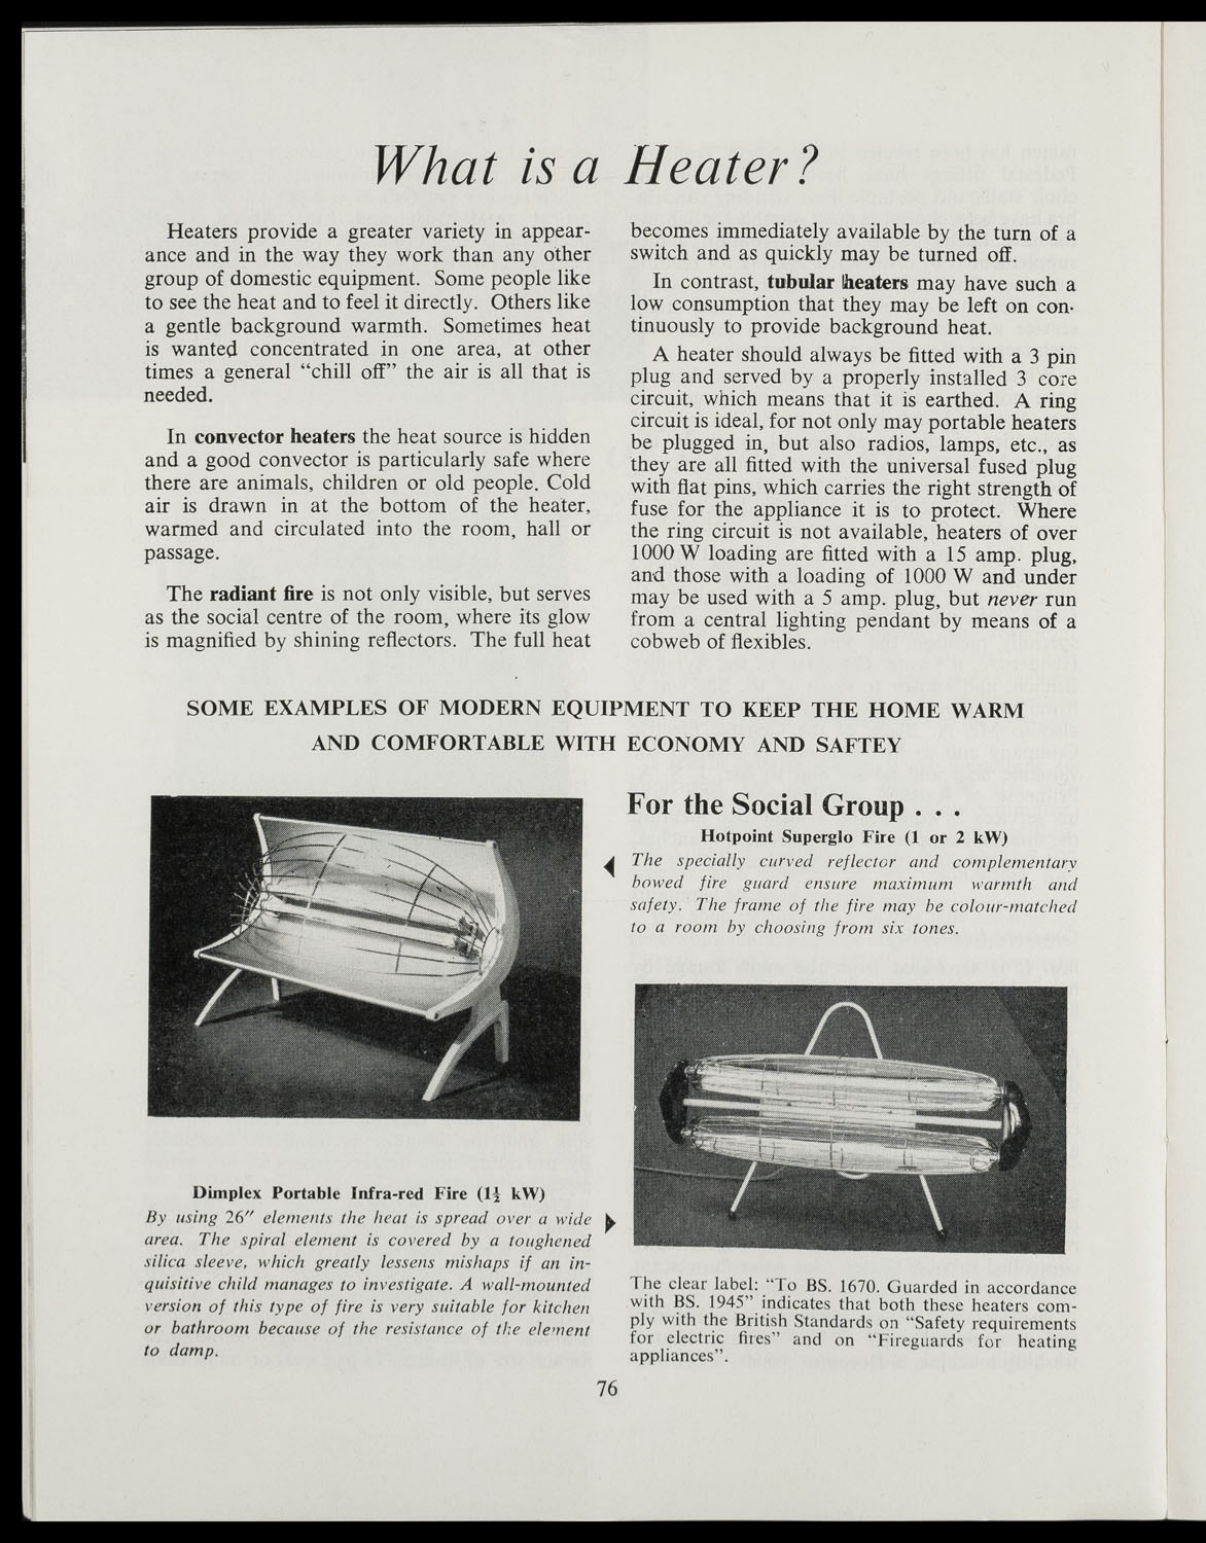 What is a Heater?
Heaters provide a greater variety in appear-
ance and in the way they work than any other
group of domestic equipment. Some people like
to see the heat and to feel it directly. Others like
a gentle background warmth. Sometimes heat
is wanted concentrated in one area, at other
times a general “chill off” the air is all that is
needed.
In convector heaters the heat source is hidden
and a good convector is particularly safe where
there are animals, children or old people. Cold
air is drawn in at the bottom of the heater,
warmed and circulated into the room, hall or
passage.
The radiant fire is not only visible, but serves
as the social centre of the room, where its glow
is magnified by shining reflectors. The full heat
becomes immediately available by the turn of a
switch and as quickly may be turned off.
In contrast, tubular heaters may have such a
low consumption that they may be left on con-
tinuously to provide background heat.
A heater should always be fitted with a 3 pin
plug and served by a properly installed 3 core
circuit, which means that it is earthed. A ring
circuit is ideal, for not only may portable heaters
be plugged in, but also radios, lamps, etc., as
they are all fitted with the universal fused plug
with flat pins, which carries the right strength of
fuse for the appliance it is to protect. Where
the ring circuit is not available, heaters of over
1000 W loading are fitted with a 15 amp. plug,
and those with a loading of 1000 W and under
may be used with a 5 amp. plug, but never run
from a central lighting pendant by means of a
cobweb of flexibles.
SOME EXAMPLES OF MODERN EQUIPMENT TO KEEP THE HOME WARM
AND COMFORTABLE WITH ECONOMY AND SAFTEY
For the Social Group . . .
Hotpoint Superglo Fire (1 or 2 kW)
The specially curved reflector and complementary
bowed fire guard ensure maximum warmth and
safety. The frame of the fire may be colour-matched
to a room by choosing from six tones.
Dimplex Portable Infra-red Fire (1½ kW)
By using 26″ elements the heat is spread over a wide
area. The spiral element is covered by a toughened
silica sleeve, which greatly lessens mishaps if an in-
quisitive child manages to investigate. A wall-mounted
version of this type of fire is very suitable for kitchen
or bathroom because of the resistance of the element
to damp.
The clear label: “To BS. 1670. Guarded in accordance
with BS. 1945” indicates that both these heaters com-
ply with the British Standards on “Safety requirements
for electric fires” and on “Fireguards for heating
appliances”.
76